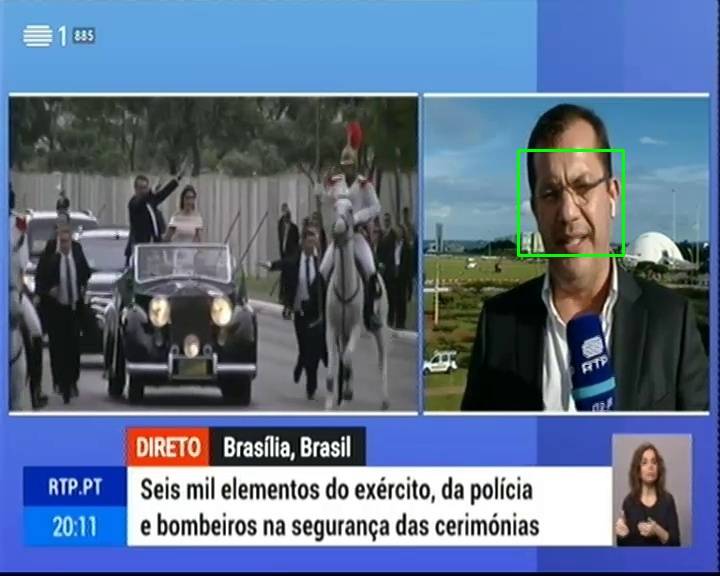 1 885
RTP
DIRETO Brasília, Brasil
RTP.PT
20:11
Seis mil elementos do exército, da polícia
e bombeiros na segurança das cerimónias